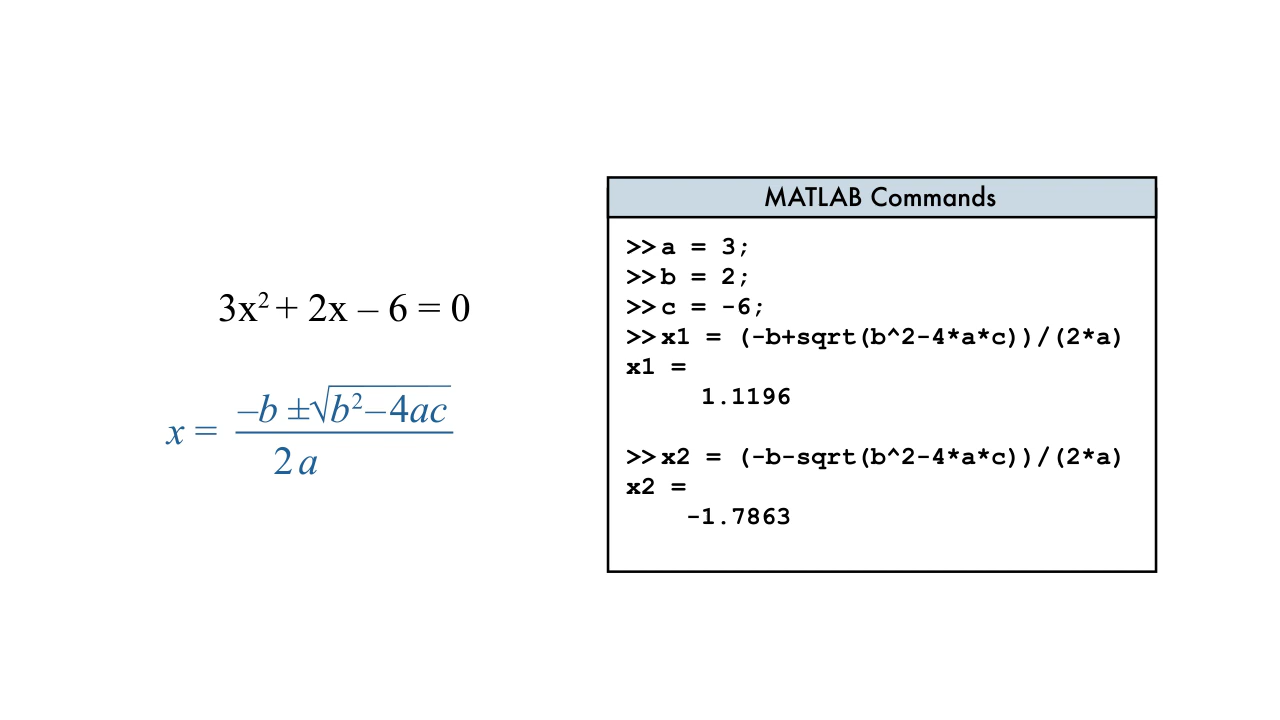 3x² + 2x – 6 = 0
x = –b ±√b²–4ac
2a
MATLAB Commands
>>a = 3;
>>b = 2;
>>c = -6;
>>x1 = (-b+sqrt(b^2-4*a*c))/(2*a)
x1 =
1.1196
>>x2 = (-b-sqrt(b^2-4*a*c))/(2*a)
x2 =
-1.7863